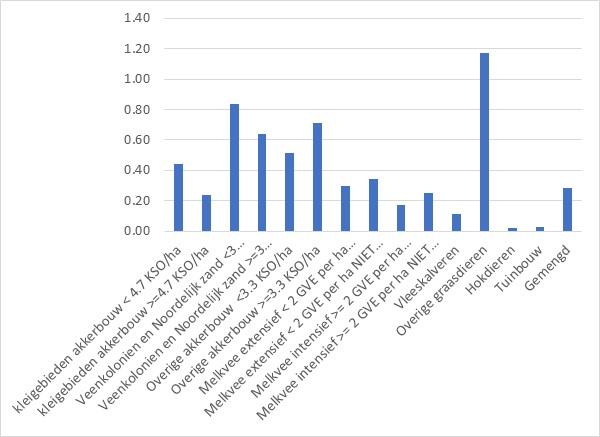 1.40
1.20
1.00
0.80
0.60
0.40
0.20
0.00
kleigebieden akkerbouw < 4,7 KSO/ha
kleigebieden akkerbouw >=4,7 KSO/ha
Veenkolonien en Noordelijk zand <3…
Veenkolonien en Noordelijk zand >=3…
Overige akkerbouw <3.3 KSO/ha
Overige akkerbouw >=3.3 KSO/ha
Melkvee extensief < 2 GVE per ha…
Melkvee extensief < 2 GVE per ha NIET…
Melkvee intensief >= 2 GVE per ha…
Melkvee intensief >= 2 GVE per ha NIET…
Vleeskalveren
Overige graasdieren
Hokdieren
Tuinbouw
Gemengd